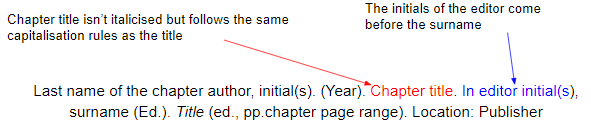 Chapter title isn't italicised but follows the same
capitalisation rules as the title
The initials of the editor come
before the surname
Last name of the chapter author, initial(s). (Year). Chapter title. In editor initial(s),
surname (Ed.). Title (ed., pp.chapter page range). Location: Publisher